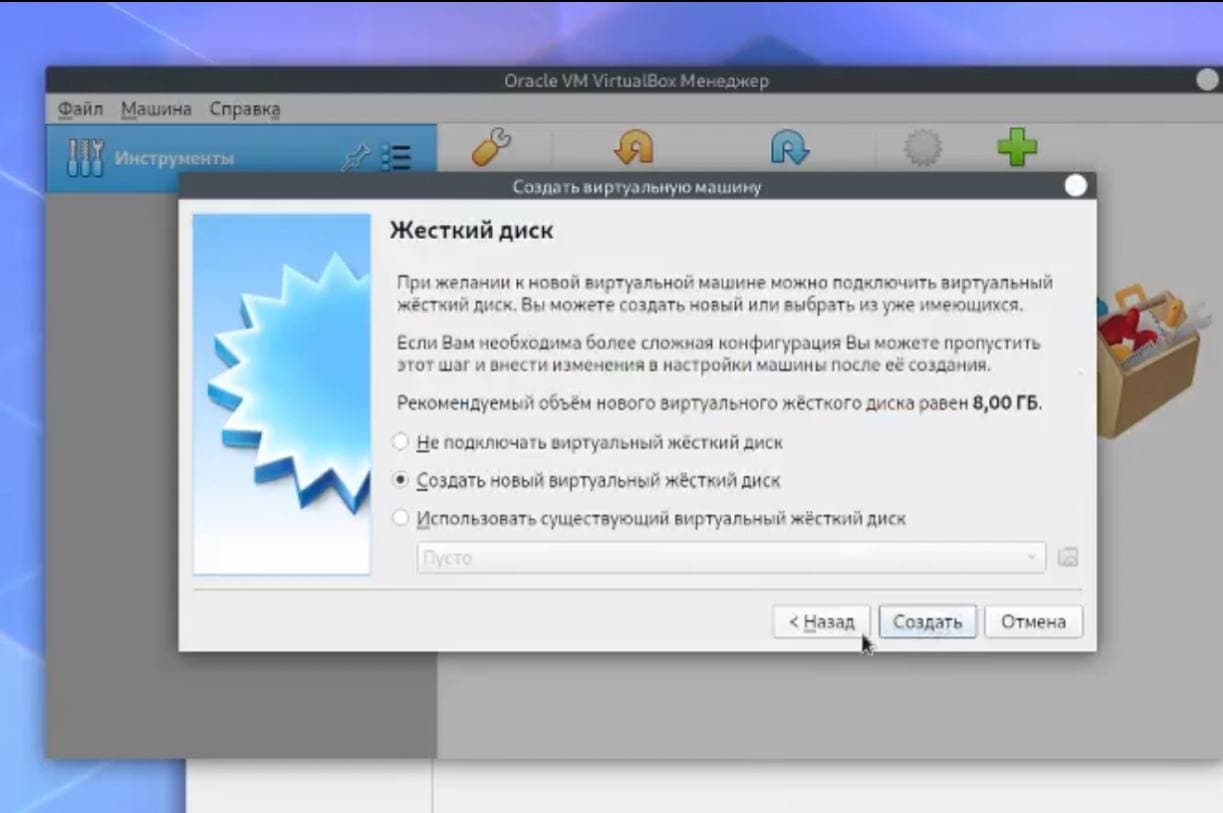 Oracle VM VirtualBox Менеджер
Файл Машина Справка
Инструменты
Создать виртуальную машину
Жесткий диск
При желании к новой виртуальной машине можно подключить виртуальный
жёсткий диск. Вы можете создать новый или выбрать из уже имеющихся.
Если Вам необходима более сложная конфигурация Вы можете пропустить
этот шаг и внести изменения в настройки машины после её создания.
Рекомендуемый объём нового виртуального жёсткого диска равен 8,00 ГБ.
Не подключать виртуальный жёсткий диск
Создать новый виртуальный жёсткий диск
Использовать существующий виртуальный жёсткий диск
Пусто
< Назад Создать Отмена